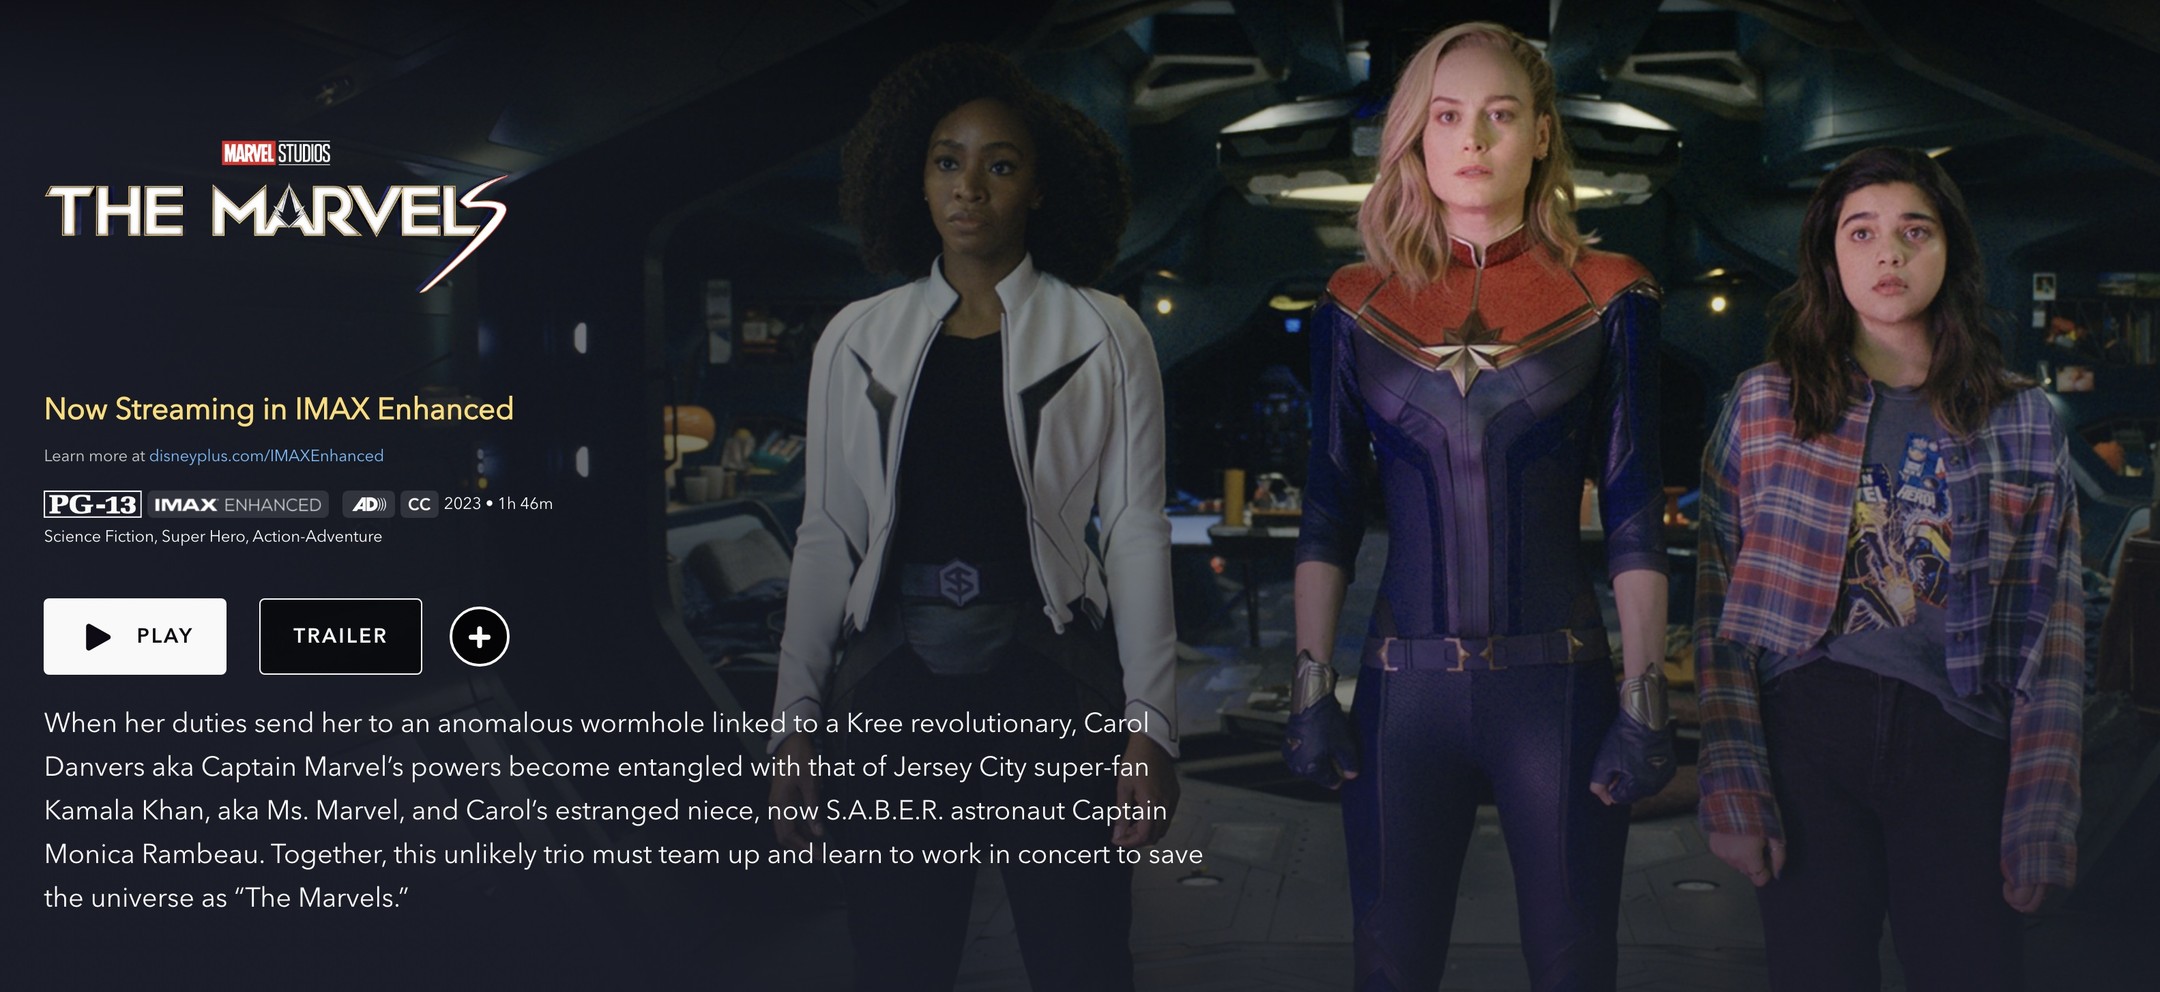 MARVEL STUDIOS
THE MARVELS
Now Streaming in IMAX Enhanced
Learn more at disneyplus.com/IMAXEnhanced
PG-13 IMAX ENHANCED AD))) CC 2023 • 1h 46m
Science Fiction, Super Hero, Action-Adventure
PLAY TRAILER
When her duties send her to an anomalous wormhole linked to a Kree revolutionary, Carol
Danvers aka Captain Marvel’s powers become entangled with that of Jersey City super-fan
Kamala Khan, aka Ms. Marvel, and Carol’s estranged niece, now S.A.B.E.R. astronaut Captain
Monica Rambeau. Together, this unlikely trio must team up and learn to work in concert to save
the universe as “The Marvels.”